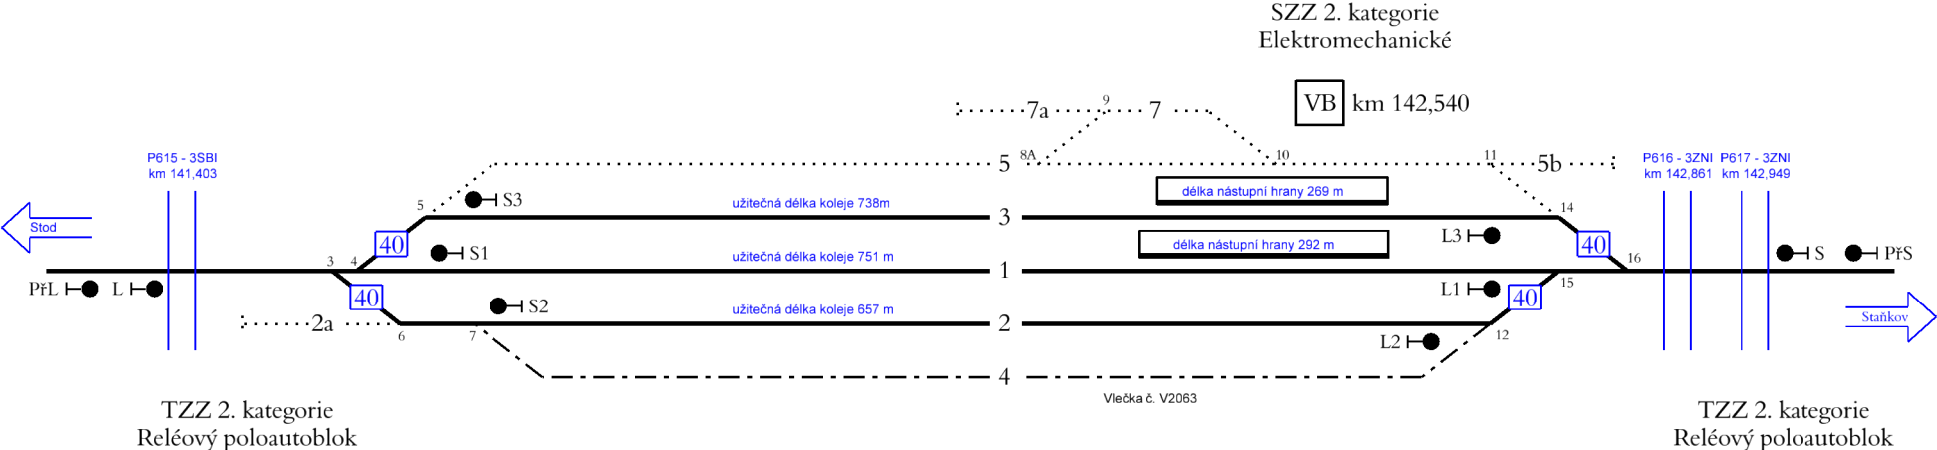 SZZ 2. kategorie
Elektromechanické
VB km 142,540
7a 9 7
P615 - 3SBI
km 141,403
5 8A 10 11 5b
P616 - 3ZNI P617 - 3ZNI
km 142,861 km 142,949
délka nástupní hrany 269 m
5 S3 užitečná délka koleje 738m 3 14
Stod
40 L3 40
délka nástupní hrany 292 m
3 4 S1 užitečná délka koleje 751 m 1 16 S PřS
PřL L 40 L1 40 15
S2 užitečná délka koleje 657 m
Staňkov
2a 6 7 2 12
L2
4
Vlečka č. V2063
TZZ 2. kategorie
Reléový poloautoblok
TZZ 2. kategorie
Reléový poloautoblok